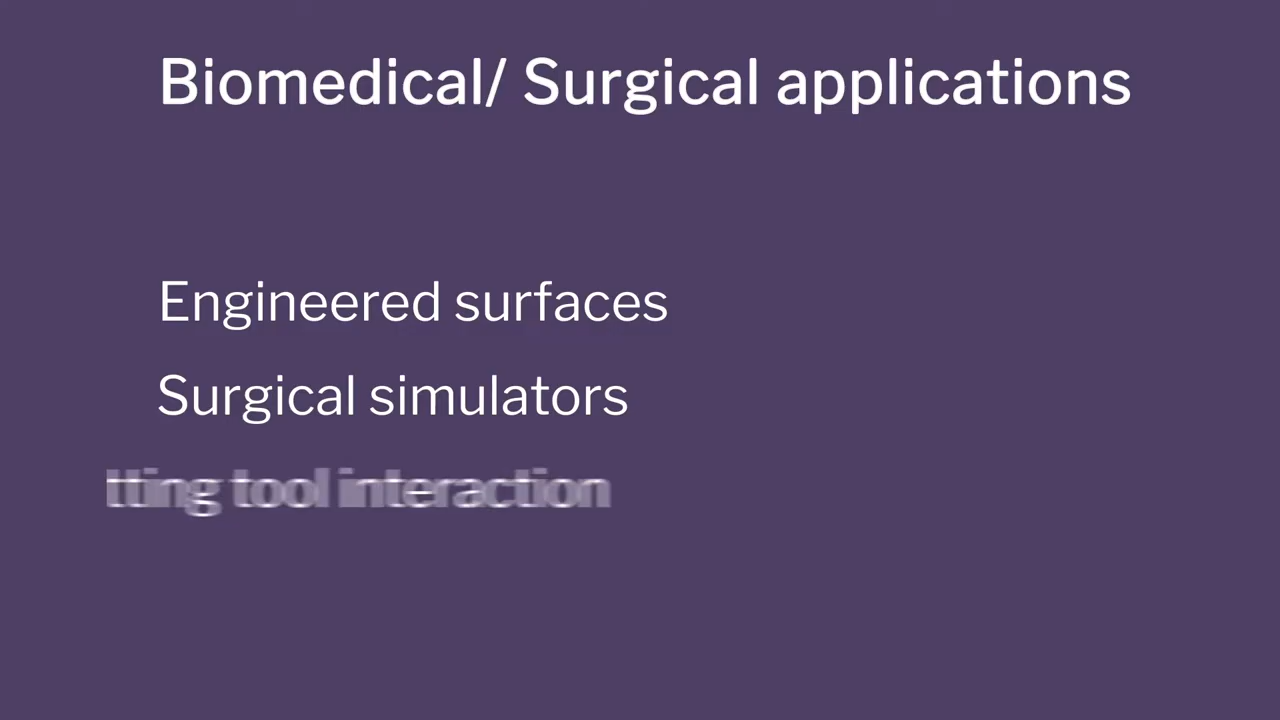 Biomedical/ Surgical applications
Engineered surfaces
Surgical simulators
tool interaction